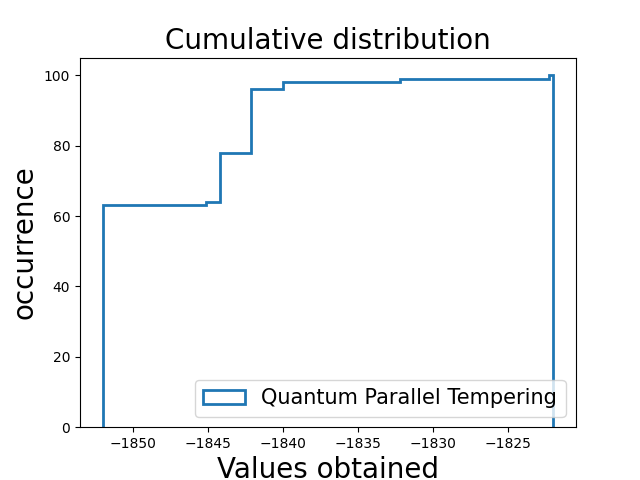 Cumulative distribution
100
80
60
40
20
0
occurrence
Quantum Parallel Tempering
−1850 −1845 −1840 −1835 −1830 −1825
Values obtained